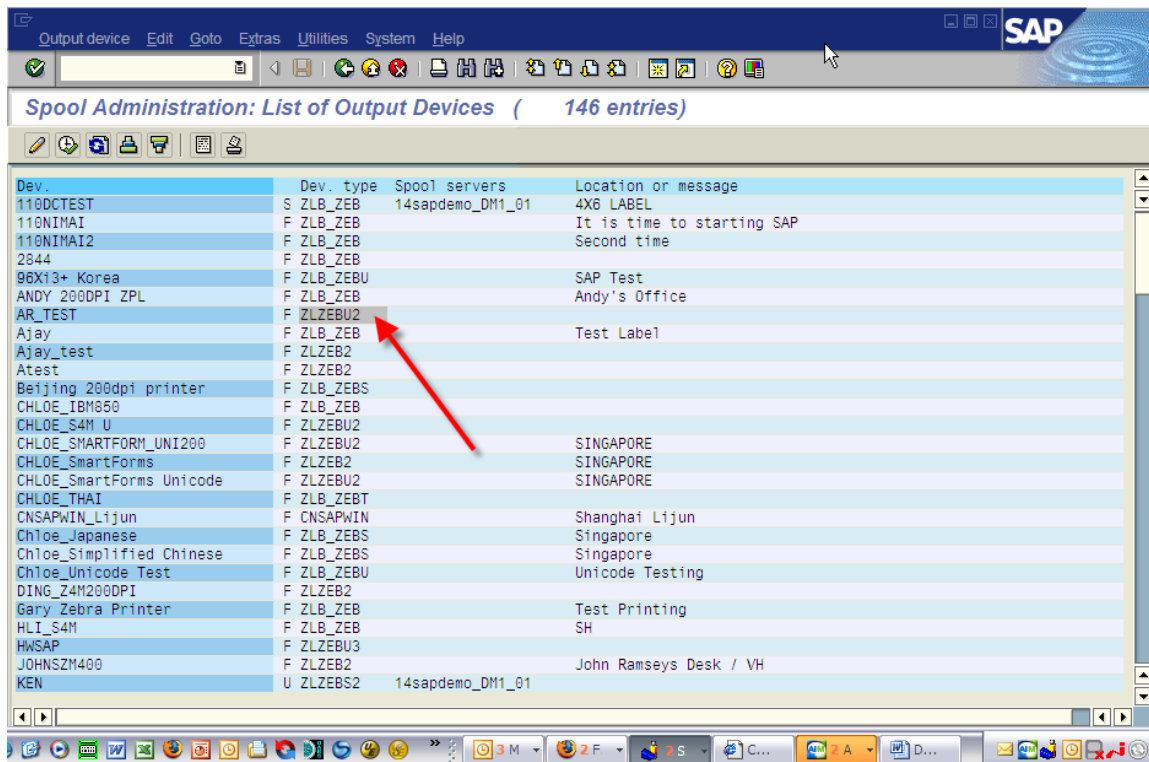 Output device Edit Goto Extras Utilities System Help
SAP
Spool Administration: List of Output Devices ( 146 entries)
Dev. Dev. type Spool servers Location or message
110DCTEST S ZLB_ZEB 14sapdemo_DM1_01 4X6 LABEL
110NIMAI F ZLB_ZEB It is time to starting SAP
110NIMAI2 F ZLB_ZEB Second time
2844 F ZLB_ZEB
96Xi3+ Korea F ZLB_ZEBU SAP Test
ANDY 200DPI ZPL F ZLB_ZEB Andy's Office
AR_TEST F ZLZEBU2
Ajay F ZLB_ZEB Test Label
Ajay_test F ZLZEB2
Atest F ZLZEB2
Beijing 200dpi printer F ZLB_ZEBS
CHLOE_IBM850 F ZLB_ZEB
CHLOE_S4M U F ZLZEBU2
CHLOE_SMARTFORM_UNI200 F ZLZEBU2 SINGAPORE
CHLOE_SmartForms F ZLZEB2 SINGAPORE
CHLOE_SmartForms Unicode F ZLZEBU2 SINGAPORE
CHLOE_THAI F ZLB_ZEBT
CNSAPWIN_Lijun F CNSAPWIN Shanghai Lijun
Chloe_Japanese F ZLB_ZEBS Singapore
Chloe_Simplified Chinese F ZLB_ZEBS Singapore
Chloe_Unicode Test F ZLB_ZEBU Unicode Testing
DING_Z4M200DPI F ZLZEB2
Gary Zebra Printer F ZLB_ZEB Test Printing
HLI_S4M F ZLB_ZEB SH
HWSAP F ZLZEBU3
JOHNSZM400 F ZLZEB2 John Ramseys Desk / VH
KEN U ZLZEBS2 14sapdemo_DM1_01
3 M 2 F 2 S C... 2 A D...